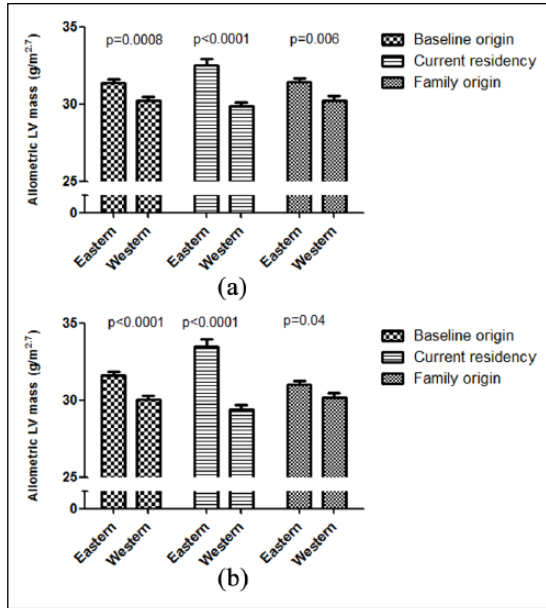 Allometric LV mass (g/m2.7)
35
30
25
0
p=0.0008 p<0.0001 p=0.006
Baseline origin
Current residency
Family origin
Eastern Western Eastern Western Eastern Western
(a)
Allometric LV mass (g/m2.7)
35
30
25
0
p<0.0001 p<0.0001 p=0.04
Baseline origin
Current residency
Family origin
Eastern Western Eastern Western Eastern Western
(b)